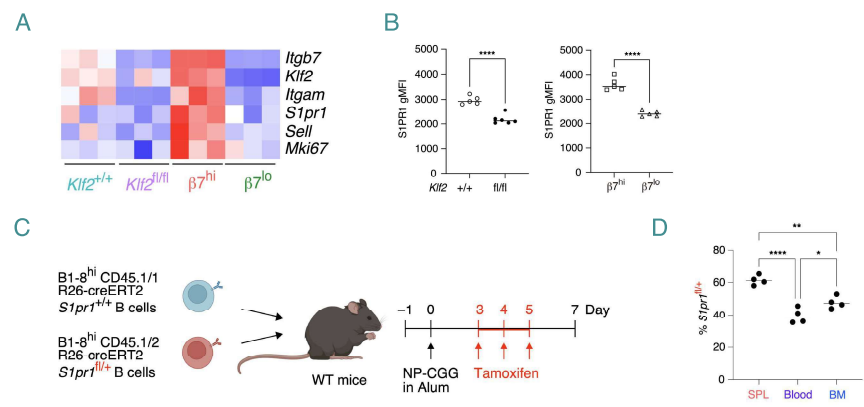 A
Itgb7
Klf2
Itgam
S1pr1
Sell
Mki67
Klf2+/+
Klf2fl/fl
β7hi
β7lo
B
S1PR1 gMFI
5000
4000
3000
2000
1000
0
****
Klf2 +/+ fl/fl
S1PR1 gMFI
5000
4000
3000
2000
1000
0
****
β7hi
β7lo
C
B1-8hi CD45.1/1
R26-creERT2
S1pr1+/+ B cells
B1-8hi CD45.1/2
R26 oroERT2
S1pr1fl/+ B cells
WT mice
−1 0 3 4 5 7 Day
NP-CGG
in Alum
Tamoxifen
D
% S1pr1fl/+
80
60
40
20
0
**
****
*
SPL Blood BM